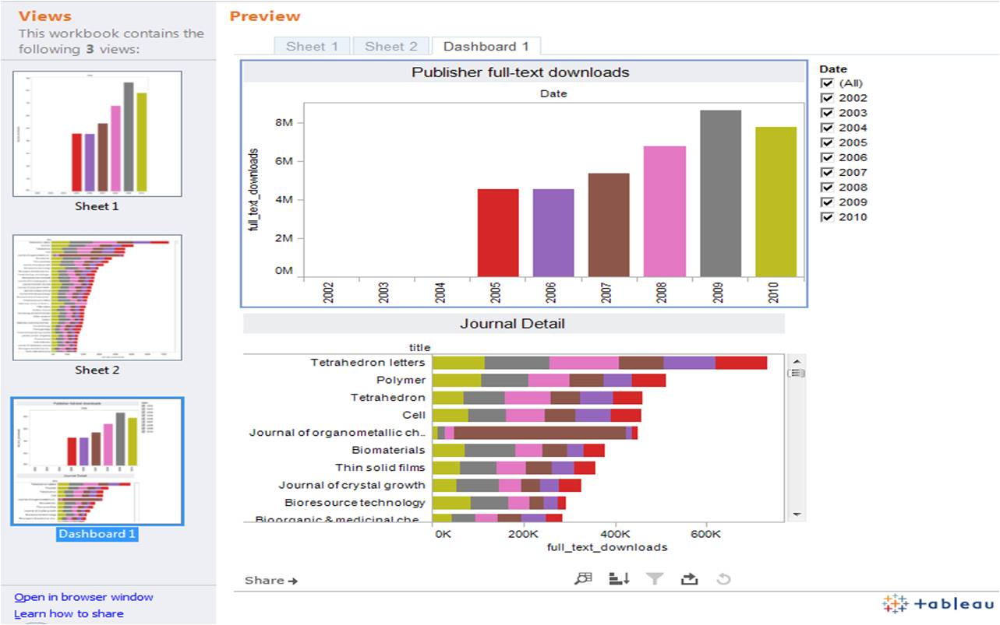 Views
This workbook contains the
following 3 views:
Sheet 1
Sheet 2
Dashboard 1
Open in browser window
Learn how to share
Preview
Sheet 1 Sheet 2 Dashboard 1
Publisher full-text downloads
Date
full_text_downloads
8M
6M
4M
2M
0M
2002 2003 2004 2005 2006 2007 2008 2009 2010
Date
(All)
2002
2003
2004
2005
2006
2007
2008
2009
2010
Journal Detail
title
Tetrahedron letters
Polymer
Tetrahedron
Cell
Journal of organometallic ch..
Biomaterials
Thin solid films
Journal of crystal growth
Bioresource technology
Bioorganic & medicinal che..
0K 200K 400K 600K
full_text_downloads
Share
+ableau